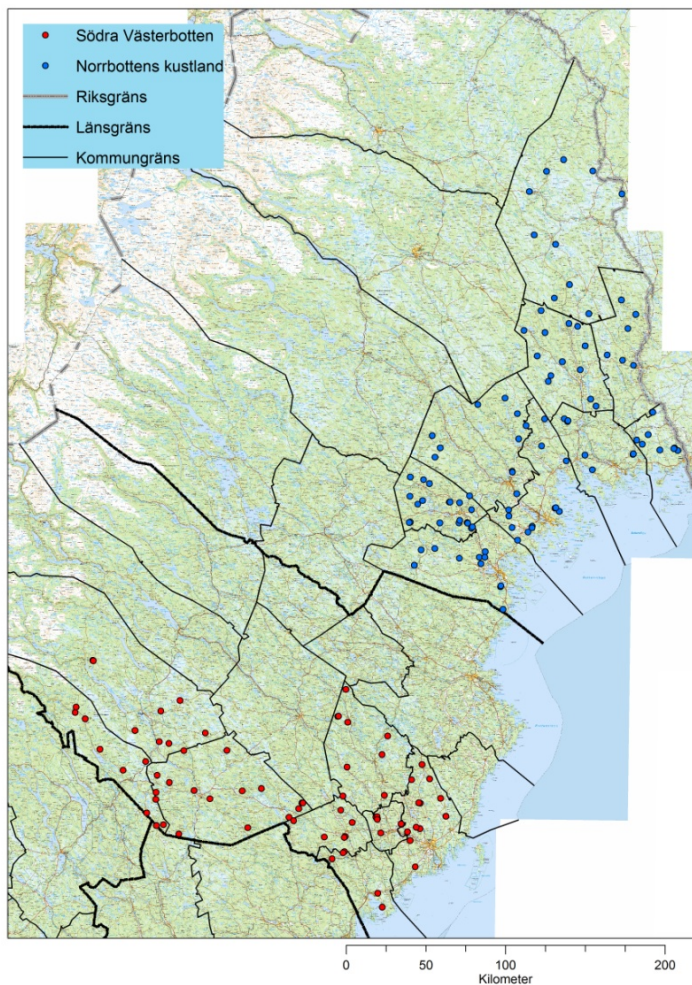 Södra Västerbotten
Norrbottens kustland
Riksgräns
Länsgräns
Kommungräns
0 50 100 200
Kilometer